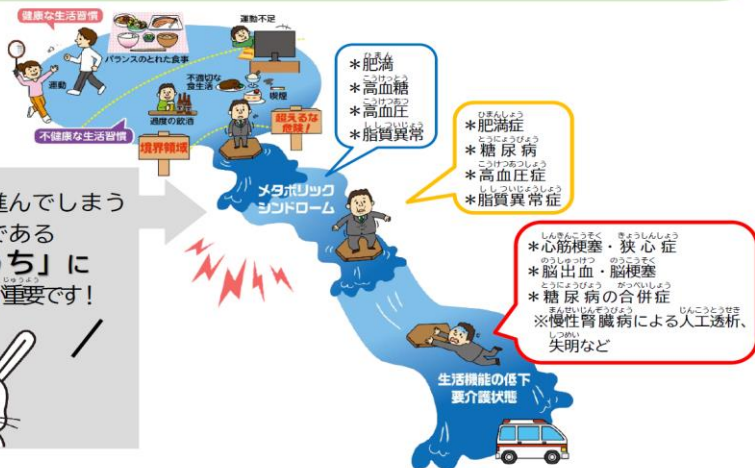 健康な生活習慣
運動
バランスのとれた食事
運動不足
不適切な
食生活
喫煙
過度の飲酒
不健康な生活習慣
境界領域
超えるな
危険！
＊肥満
＊高血糖
＊高血圧
＊脂質異常
メタボリック
シンドローム
＊肥満症
＊糖尿病
＊高血圧症
＊脂質異常症
進んでしまう
である
ち」に
重要です！
＊心筋梗塞・狭心症
＊脳出血・脳梗塞
＊糖尿病の合併症
※慢性腎臓病による人工透析、
失明など
生活機能の低下
要介護状態